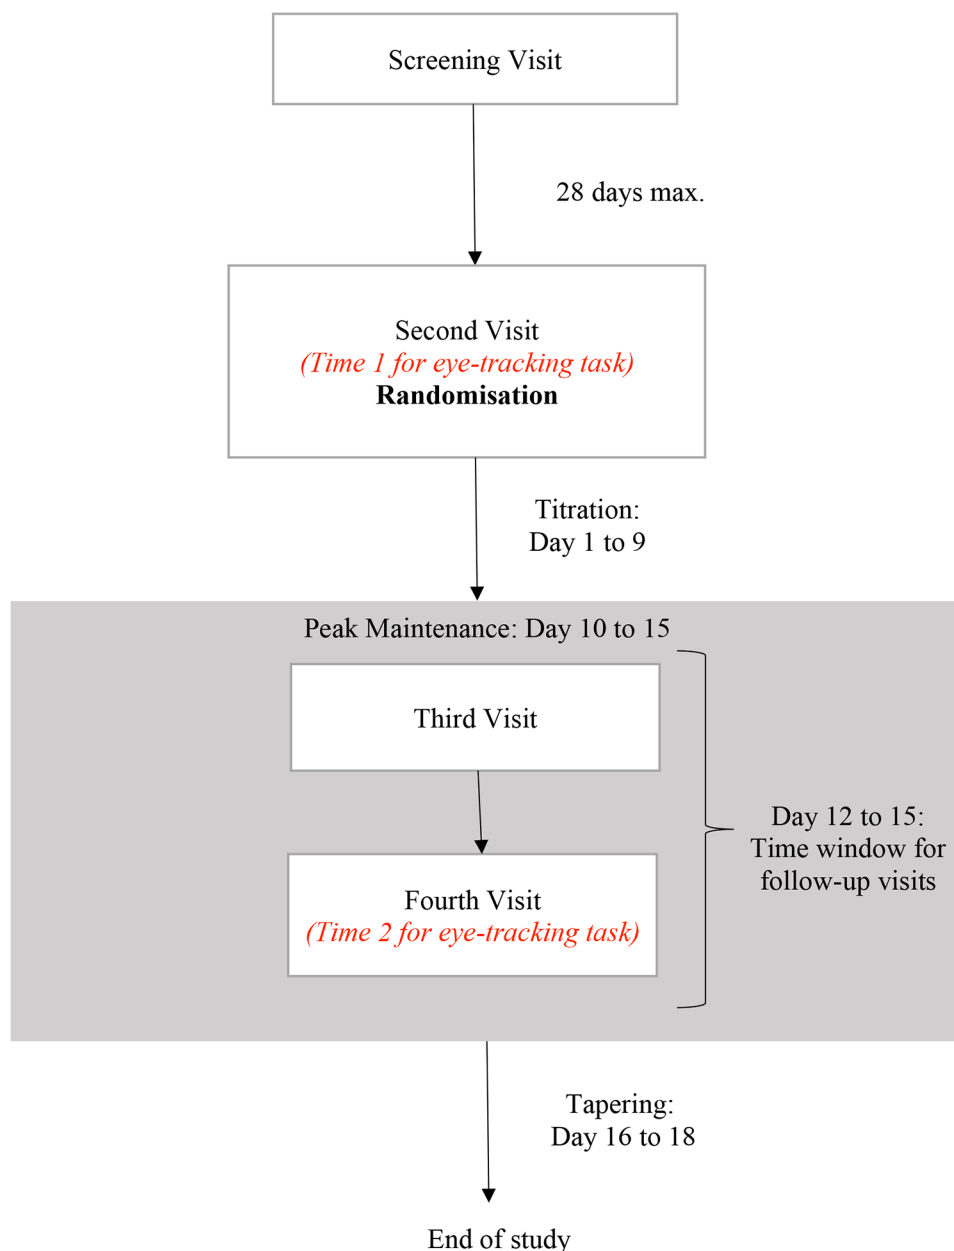 Screening Visit
28 days max.
Second Visit
(Time 1 for eye-tracking task)
Randomisation
Titration:
Day 1 to 9
Peak Maintenance: Day 10 to 15
Third Visit
Day 12 to 15:
Time window for
follow-up visits
Fourth Visit
(Time 2 for eye-tracking task)
Tapering:
Day 16 to 18
End of study